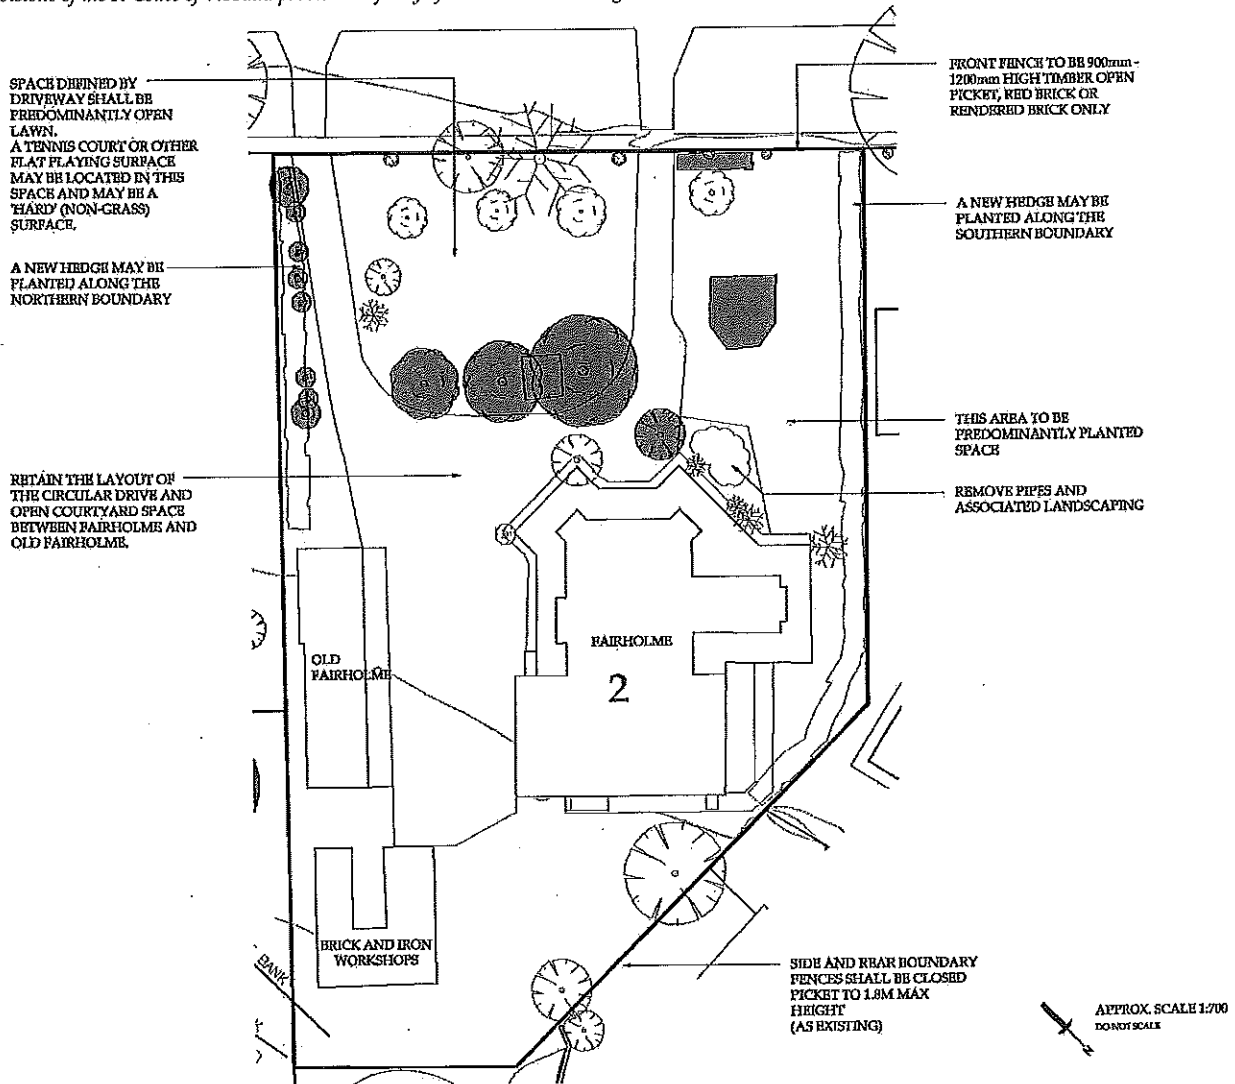 SPACE DEFINED BY
DRIVEWAY SHALL BE
PREDOMINANTLY OPEN
LAWN.
A TENNIS COURT OR OTHER
FLAT PLAYING SURFACE
MAY BE LOCATED IN THIS
SPACE AND MAY BE A
'HARD' (NON-GRASS)
SURFACE.
A NEW HEDGE MAY BE
PLANTED ALONG THE
NORTHERN BOUNDARY
RETAIN THE LAYOUT OF
THE CIRCULAR DRIVE AND
OPEN COURTYARD SPACE
BETWEEN FAIRHOLME AND
OLD FAIRHOLME.
FRONT FENCE TO BE 900mm -
1200mm HIGH TIMBER OPEN
PICKET, RED BRICK OR
RENDERED BRICK ONLY
A NEW HEDGE MAY BE
PLANTED ALONG THE
SOUTHERN BOUNDARY
THIS AREA TO BE
PREDOMINANTLY PLANTED
SPACE
REMOVE PIPES AND
ASSOCIATED LANDSCAPING
FAIRHOLME
2
OLD
FAIRHOLME
BRICK AND IRON
WORKSHOPS
BANK
SIDE AND REAR BOUNDARY
FENCES SHALL BE CLOSED
PICKET TO 1.8M MAX
HEIGHT
(AS EXISTING)
APPROX. SCALE 1:700
DO NOT SCALE